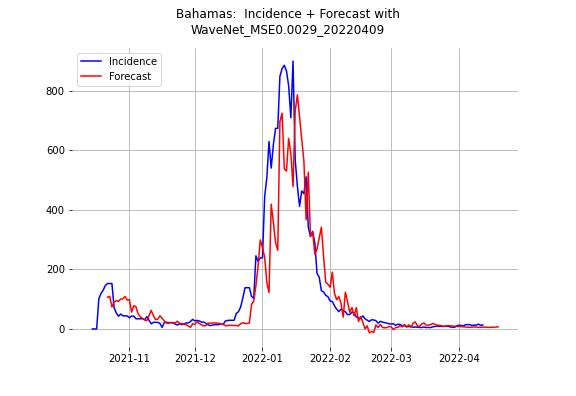 Bahamas:  Incidence + Forecast with
WaveNet_MSE0.0029_20220409
Incidence
Forecast
800
600
400
200
0
2021-11
2021-12
2022-01
2022-02
2022-03
2022-04